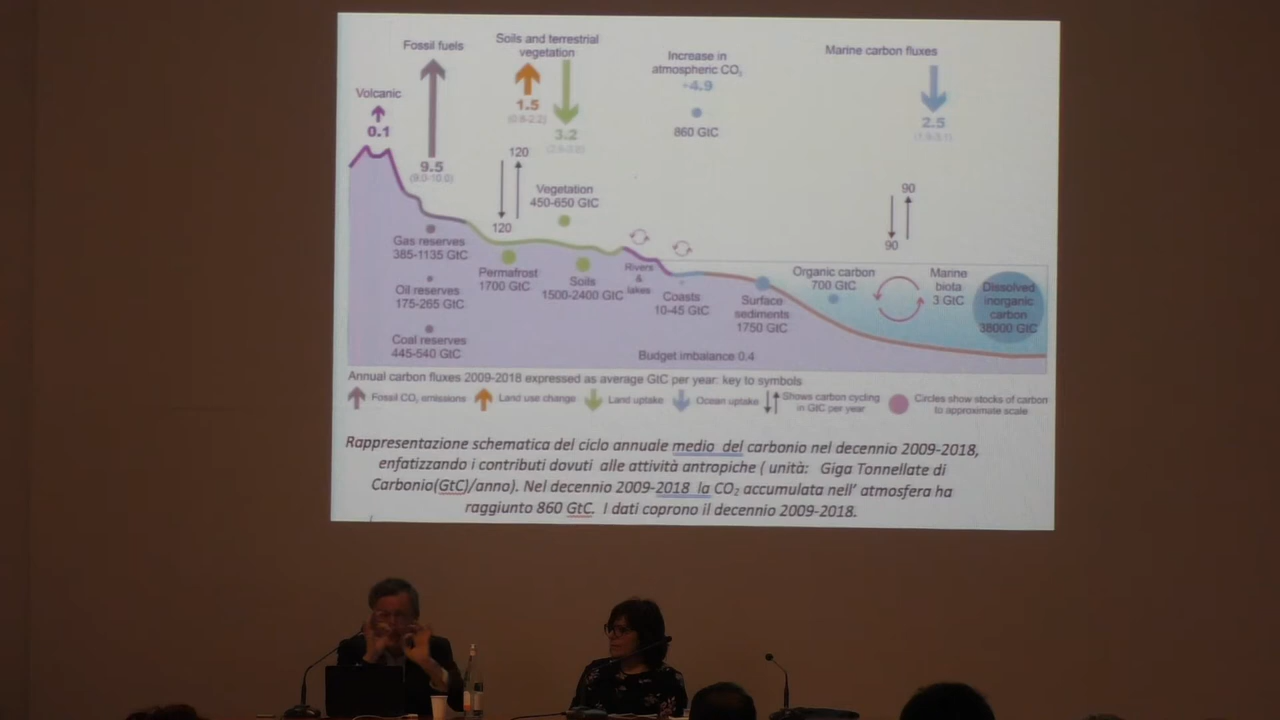 Fossil fuels
Soils and terrestrial
vegetation
Increase in
atmospheric CO₂
+4.9
860 GtC
Marine carbon fluxes
Volcanic
0.1
9.5
(9.0-10.0)
1.5
(0.8-2.2)
3.2
2.5
120
120
Vegetation
450-650 GtC
90
90
Gas reserves
385-1135 GtC
Oil reserves
175-265 GtC
Coal reserves
445-540 GtC
Permafrost
1700 GtC
Soils
1500-2400 GtC
Rivers
&
lakes
Coasts
10-45 GtC
Surface
sediments
1750 GtC
Organic carbon
700 GtC
Marine
biota
3 GtC
Dissolved
inorganic
carbon
38000 GtC
Budget imbalance 0.4
Annual carbon fluxes 2009-2018 expressed as average GtC per year: key to symbols
Fossil CO₂ emissions
Land use change
Land uptake
Ocean uptake
Shows carbon cycling
in GtC per year
Circles show stocks of carbon
to approximate scale
Rappresentazione schematica del ciclo annuale medio del carbonio nel decennio 2009-2018,
enfatizzando i contributi dovuti alle attività antropiche ( unità: Giga Tonnellate di
Carbonio(GtC)/anno). Nel decennio 2009-2018 la CO₂ accumulata nell' atmosfera ha
raggiunto 860 GtC. I dati coprono il decennio 2009-2018.